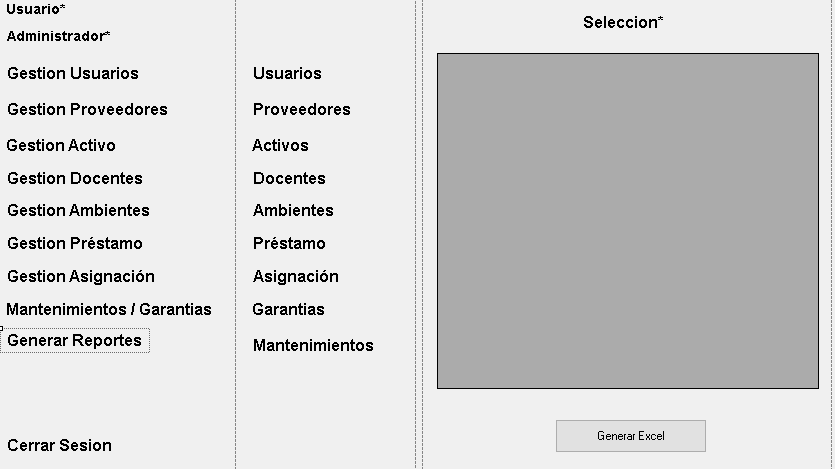 Usuario*
Administrador*
Gestion Usuarios
Gestion Proveedores
Gestion Activo
Gestion Docentes
Gestion Ambientes
Gestion Préstamo
Gestion Asignación
Mantenimientos / Garantias
Generar Reportes
Cerrar Sesion
Usuarios
Proveedores
Activos
Docentes
Ambientes
Préstamo
Asignación
Garantias
Mantenimientos
Seleccion*
Generar Excel